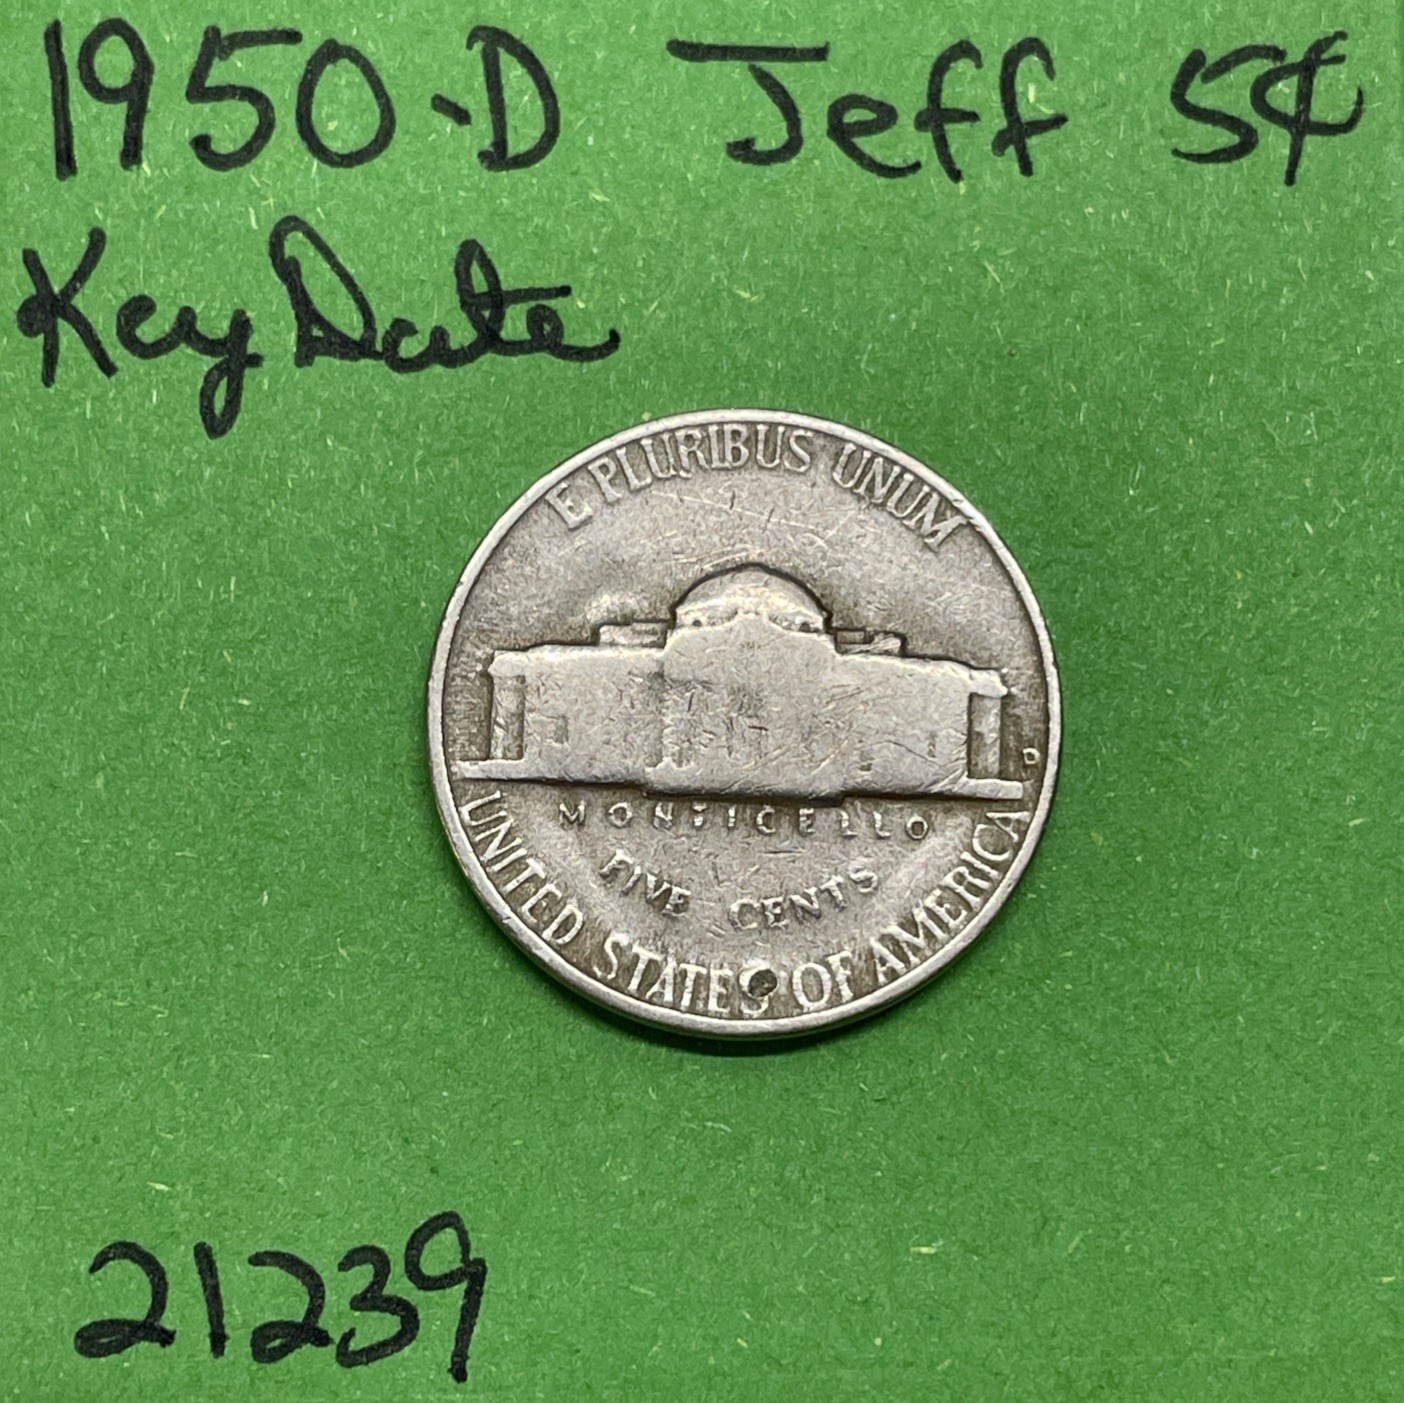 1950-D Jeff 5¢
Key Date
E PLURIBUS UNUM
D
MONTICELLO
FIVE CENTS
UNITED STATES OF AMERICA
21239